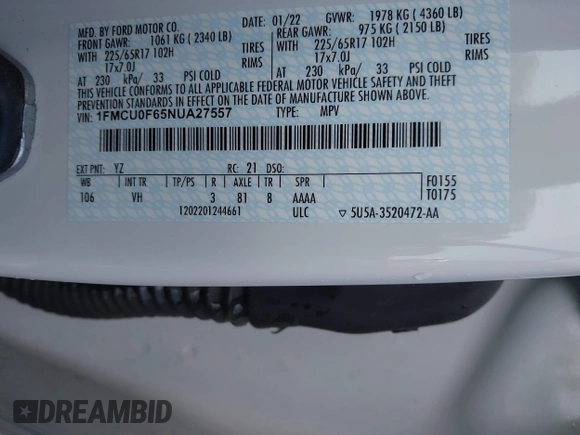 MFD. BY FORD MOTOR CO.
01/22 GVWR: 1978 KG ( 4360 LB)
FRONT GAWR: 1061 KG ( 2340 LB)
REAR GAWR: 975 KG ( 2150 LB)
WITH 225/65R17 102H TIRES
WITH 225/65R17 102H TIRES
17x7.0J RIMS
17x7.0J RIMS
AT 230 kPa/ 33 PSI COLD
AT 230 kPa/ 33 PSI COLD
THIS VEHICLE CONFORMS TO ALL APPLICABLE FEDERAL MOTOR VEHICLE SAFETY AND BUMPER
STANDARDS IN EFFECT ON THE DATE OF MANUFACTURE SHOWN ABOVE.
VIN: 1FMCU0F65NUA27557 TYPE: MPV
EXT PNT: YZ RC: 21 DSO:
WB INT TR TP/PS R AXLE TR SPR
106 VH 3 81 8 AAAA
F0155
T0175
1202201244661 ULC ▽ 5U5A-3520472-AA
DREAMBID